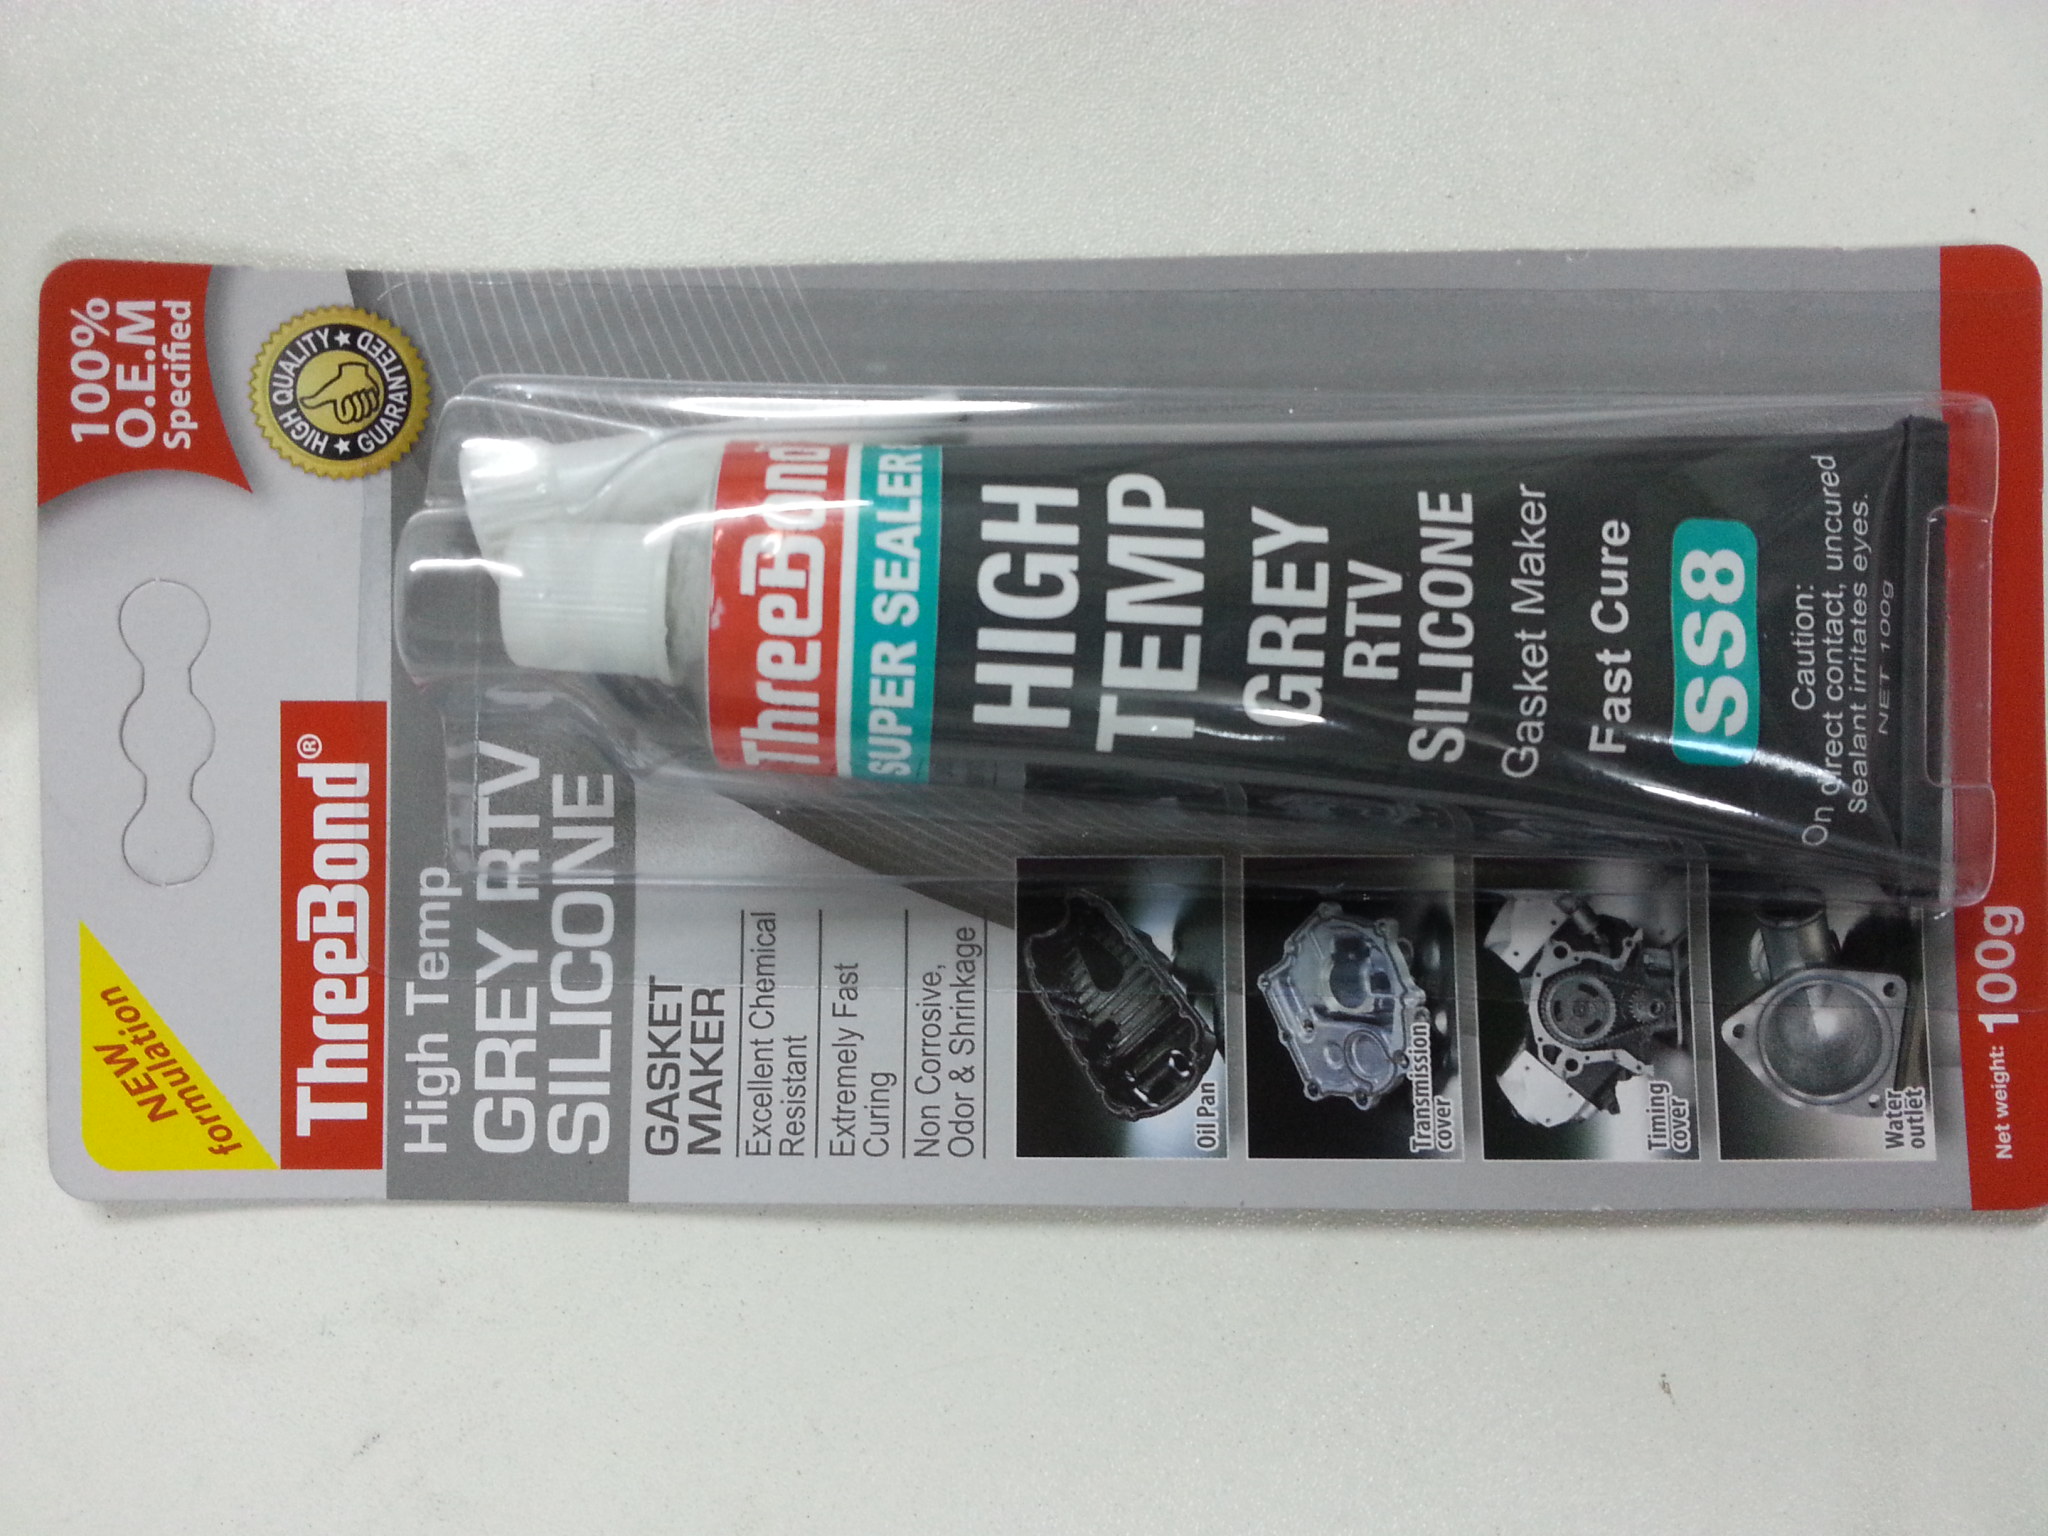 100%
O.E.M
Specified
HIGH QUALITY
GUARANTEED
NEW
formulation
ThreeBond®
High Temp
GREY RTV
SILICONE
GASKET
MAKER
Excellent Chemical
Resistant
Extremely Fast
Curing
Non Corrosive,
Odor & Shrinkage
Oil Pan
Transmission
cover
Timing
cover
Water
outlet
Net weight: 100g
ThreeBond
SUPER SEALER
HIGH
TEMP
GREY
RTV
SILICONE
Gasket Maker
Fast Cure
SS8
Caution:
On direct contact, uncured
sealant irritates eyes.
NET 100g